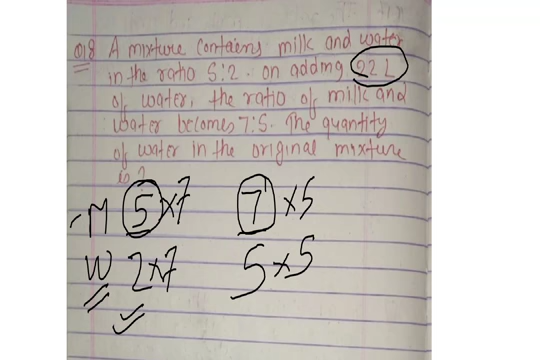 Q18 A mixture contains milk and water
in the ratio 5:2. on adding 22 L
of water, the ratio of milk and
water becomes 7:5. The quantity
of water in the original mixture
is?
M 5×7 7×5
W 2×7 5×5